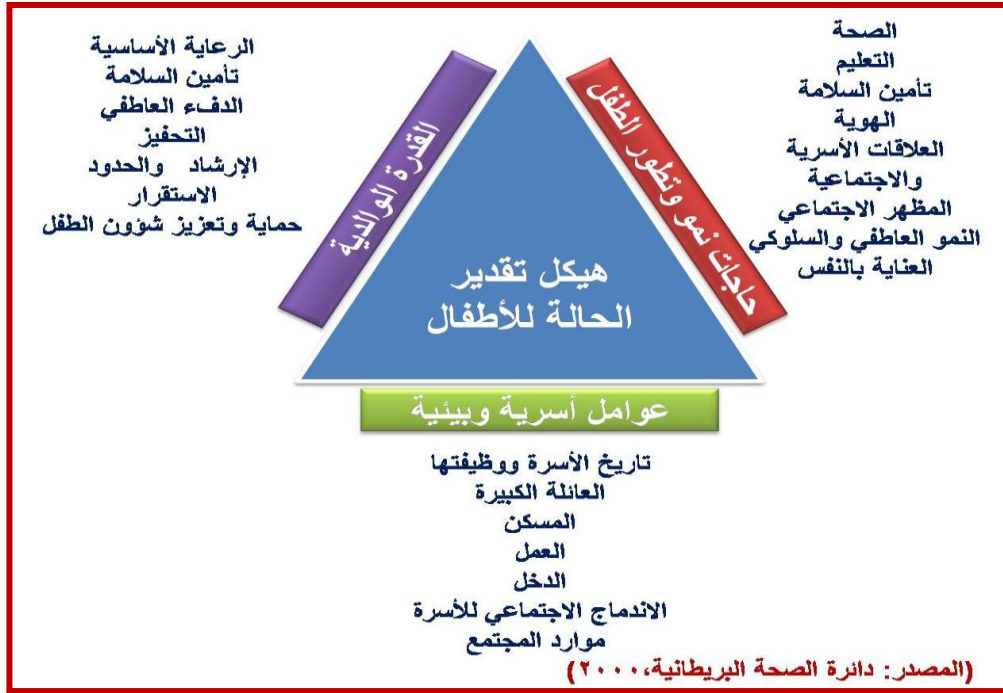 الصحة
التعليم
تأمين السلامة
الهوية
العلاقات الأسرية
والاجتماعية
المظهر الاجتماعي
النمو العاطفي والسلوكي
العناية بالنفس
حاجات نمو وتطور الطفل
الرعاية الأساسية
تأمين السلامة
الدفء العاطفي
التحفيز
الإرشاد والحدود
الاستقرار
حماية وتعزيز شؤون الطفل
القدرة الوالدية
هيكل تقدير
الحالة للأطفال
عوامل أسرية وبيئية
تاريخ الأسرة ووظيفتها
العائلة الكبيرة
المسكن
العمل
الدخل
الاندماج الاجتماعي للأسرة
موارد المجتمع
(المصدر: دائرة الصحة البريطانية،٢٠٠٠)